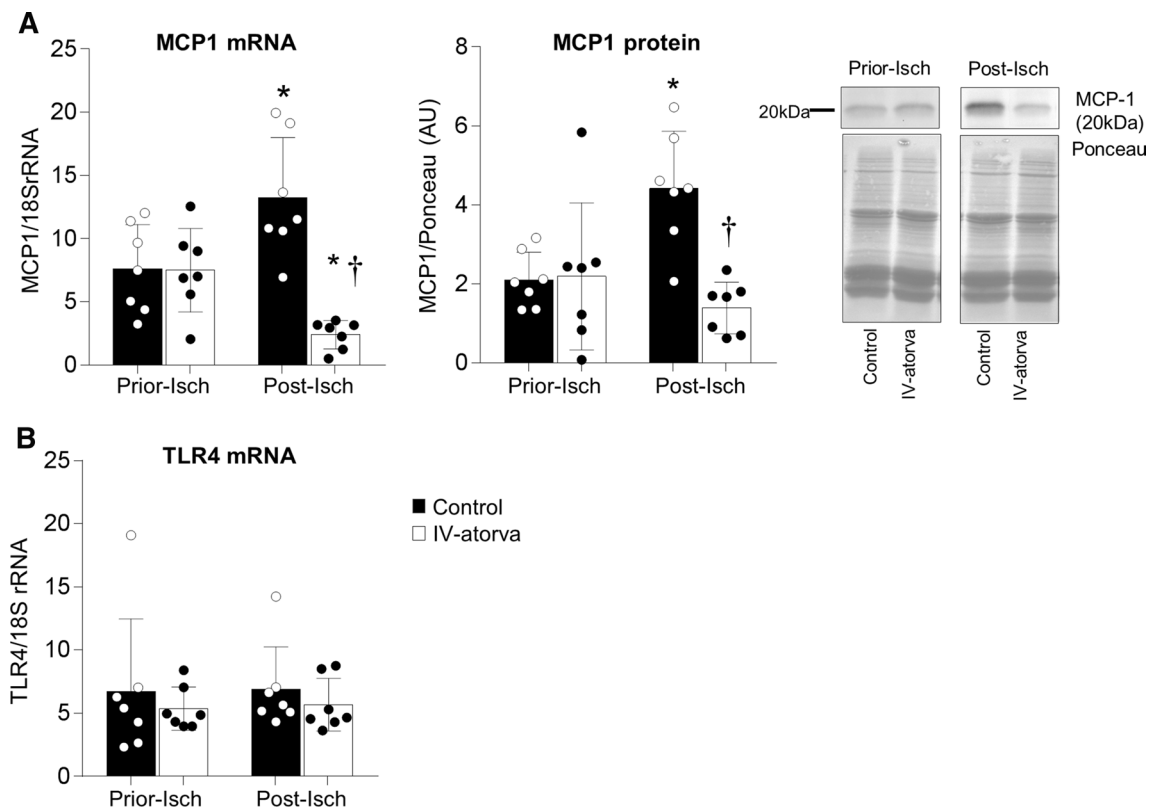 A
MCP1 mRNA
MCP1/18SrRNA
25
20
15
10
5
0
*
* †
Prior-Isch
Post-Isch
MCP1 protein
MCP1/Ponceau (AU)
8
6
4
2
0
*
†
Prior-Isch
Post-Isch
Prior-Isch
Post-Isch
20kDa
MCP-1
(20kDa)
Ponceau
Control
IV-atorva
Control
IV-atorva
B
TLR4 mRNA
TLR4/18S rRNA
25
20
15
10
5
0
Prior-Isch
Post-Isch
Control
IV-atorva